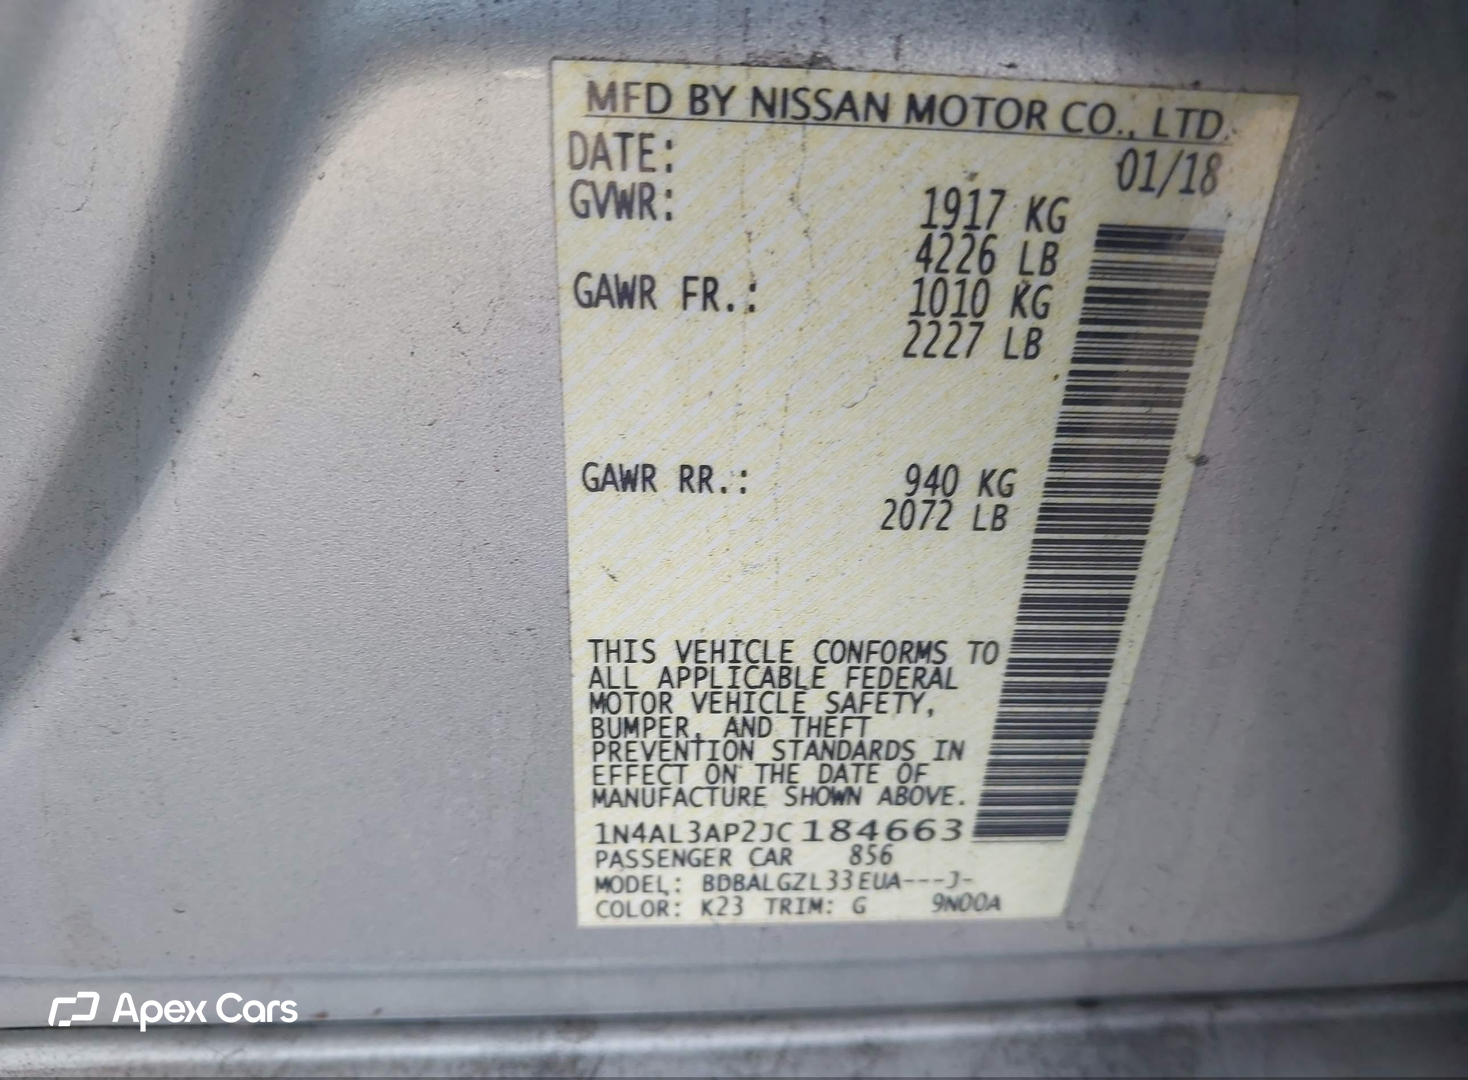 MFD BY NISSAN MOTOR CO., LTD.
DATE: 01/18
GVWR: 1917 KG
4226 LB
GAWR FR.: 1010 KG
2227 LB
GAWR RR.: 940 KG
2072 LB
THIS VEHICLE CONFORMS TO
ALL APPLICABLE FEDERAL
MOTOR VEHICLE SAFETY,
BUMPER, AND THEFT
PREVENTION STANDARDS IN
EFFECT ON THE DATE OF
MANUFACTURE SHOWN ABOVE.
1N4AL3AP2JC184663
PASSENGER CAR 856
MODEL: BDBALGZL33EUA---J-
COLOR: K23 TRIM: G 9N00A
Apex Cars